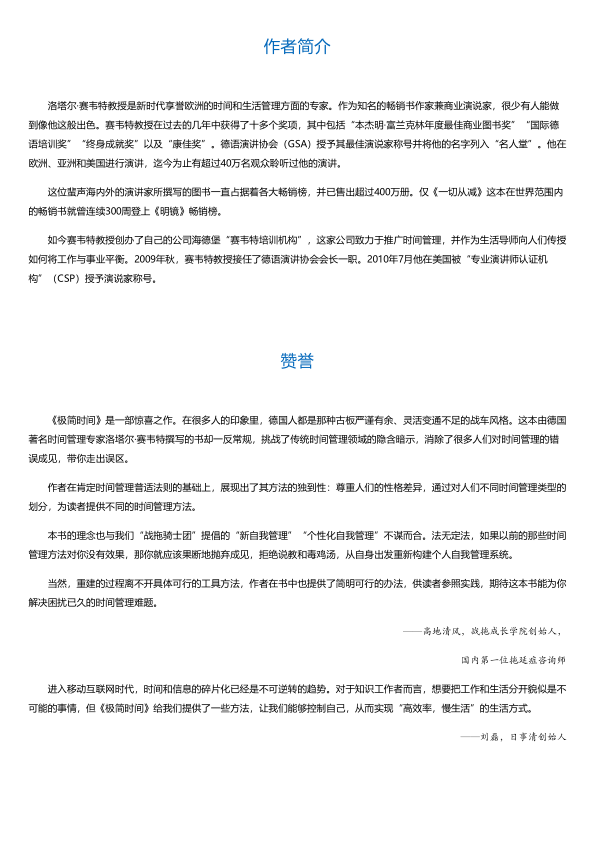 作者简介
洛塔尔·赛韦特教授是新时代享誉欧洲的时间和生活管理方面的专家。作为知名的畅销书作家兼商业演说家，很少有人能做
到像他这般出色。赛韦特教授在过去的几年中获得了十多个奖项，其中包括“本杰明·富兰克林年度最佳商业图书奖”“国际德
语培训奖”“终身成就奖”以及“康佳奖”。德语演讲协会（GSA）授予其最佳演说家称号并将他的名字列入“名人堂”。他在
欧洲、亚洲和美国进行演讲，迄今为止有超过40万名观众聆听过他的演讲。
这位蜚声海内外的演讲家所撰写的图书一直占据着各大畅销榜，并已售出超过400万册。仅《一切从减》这本在世界范围内
的畅销书就曾连续300周登上《明镜》畅销榜。
如今赛韦特教授创办了自己的公司海德堡“赛韦特培训机构”，这家公司致力于推广时间管理，并作为生活导师向人们传授
如何将工作与事业平衡。2009年秋，赛韦特教授接任了德语演讲协会会长一职。2010年7月他在美国被“专业演讲师认证机
构”（CSP）授予演说家称号。
赞誉
《极简时间》是一部惊喜之作。在很多人的印象里，德国人都是那种古板严谨有余、灵活变通不足的战车风格。这本由德国
著名时间管理专家洛塔尔·赛韦特撰写的书却一反常规，挑战了传统时间管理领域的隐含暗示，消除了很多人们对时间管理的错
误成见，带你走出误区。
作者在肯定时间管理普适法则的基础上，展现出了其方法的独到性：尊重人们的性格差异，通过对人们不同时间管理类型的
划分，为读者提供不同的时间管理方法。
本书的理念也与我们“战拖骑士团”提倡的“新自我管理”“个性化自我管理”不谋而合。法无定法，如果以前的那些时间
管理方法对你没有效果，那你就应该果断地抛弃成见，拒绝说教和毒鸡汤，从自身出发重新构建个人自我管理系统。
当然，重建的过程离不开具体可行的工具方法，作者在书中也提供了简明可行的办法，供读者参照实践，期待这本书能为你
解决困扰已久的时间管理难题。
——高地清风，战拖成长学院创始人，
国内第一位拖延症咨询师
进入移动互联网时代，时间和信息的碎片化已经是不可逆转的趋势。对于知识工作者而言，想要把工作和生活分开貌似是不
可能的事情，但《极简时间》给我们提供了一些方法，让我们能够控制自己，从而实现“高效率，慢生活”的生活方式。
——刘磊，日事清创始人